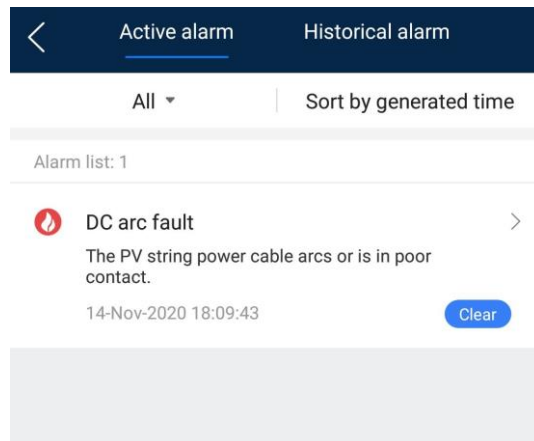 Active alarm Historical alarm
All Sort by generated time
Alarm list: 1
DC arc fault
The PV string power cable arcs or is in poor
contact.
14-Nov-2020 18:09:43 Clear